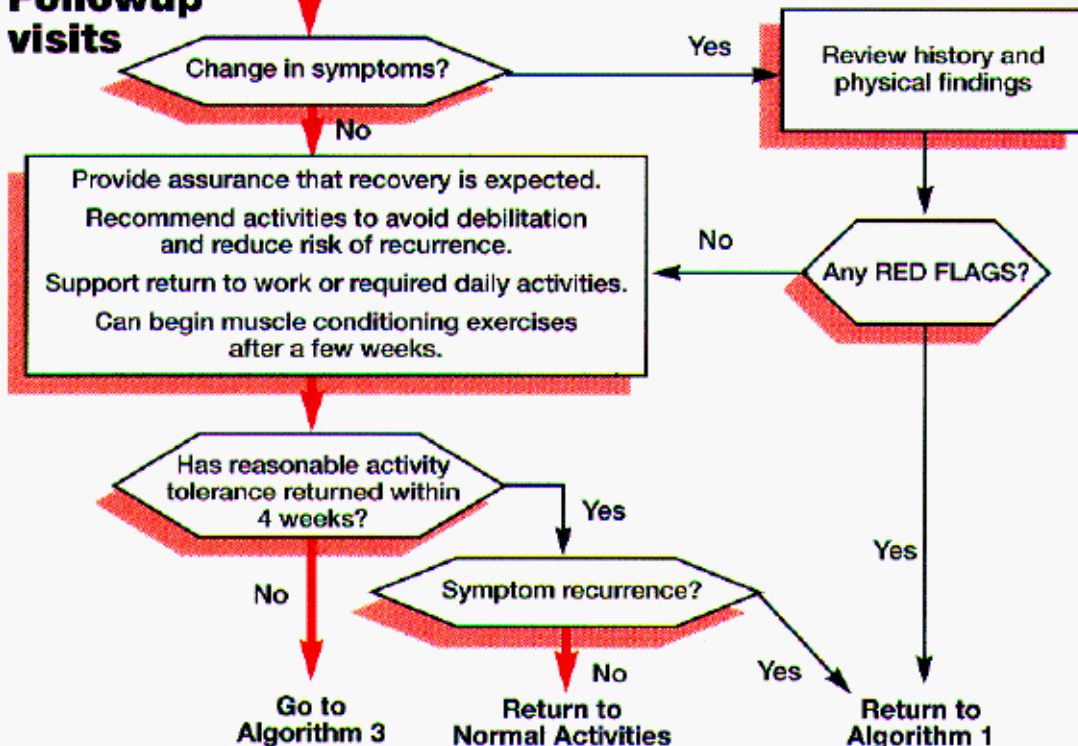 Followup
visits
Change in symptoms?
Yes
Review history and
physical findings
No
Provide assurance that recovery is expected.
Recommend activities to avoid debilitation
and reduce risk of recurrence.
Support return to work or required daily activities.
Can begin muscle conditioning exercises
after a few weeks.
No
Any RED FLAGS?
Has reasonable activity
tolerance returned within
4 weeks?
Yes
Yes
No
Symptom recurrence?
No
Yes
Go to
Algorithm 3
Return to
Normal Activities
Return to
Algorithm 1